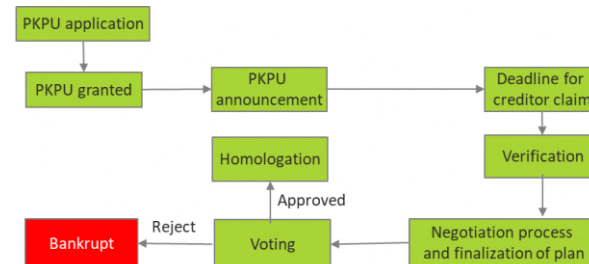 PKPU application
PKPU granted
PKPU
announcement
Deadline for
creditor claim
Verification
Negotiation process
and finalization of plan
Voting
Approved
Homologation
Reject
Bankrupt